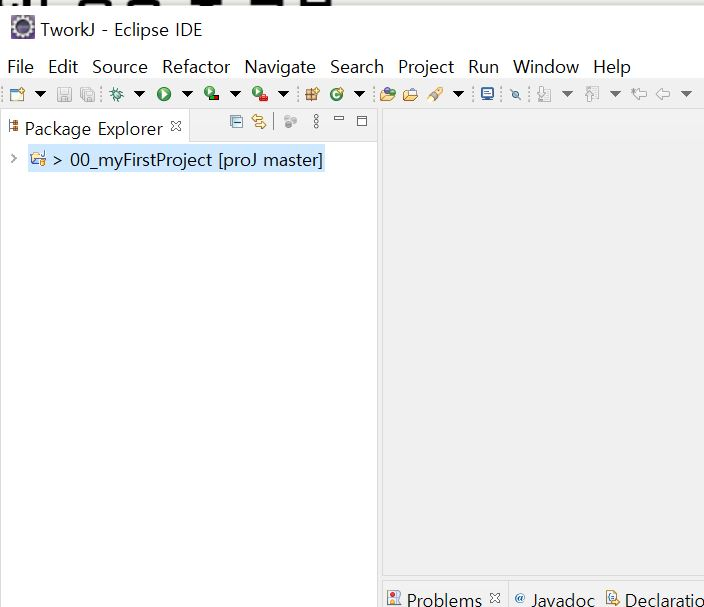 TworkJ - Eclipse IDE
File Edit Source Refactor Navigate Search Project Run Window Help
Package Explorer
> 00_myFirstProject [proJ master]
Problems @ Javadoc Declaratio